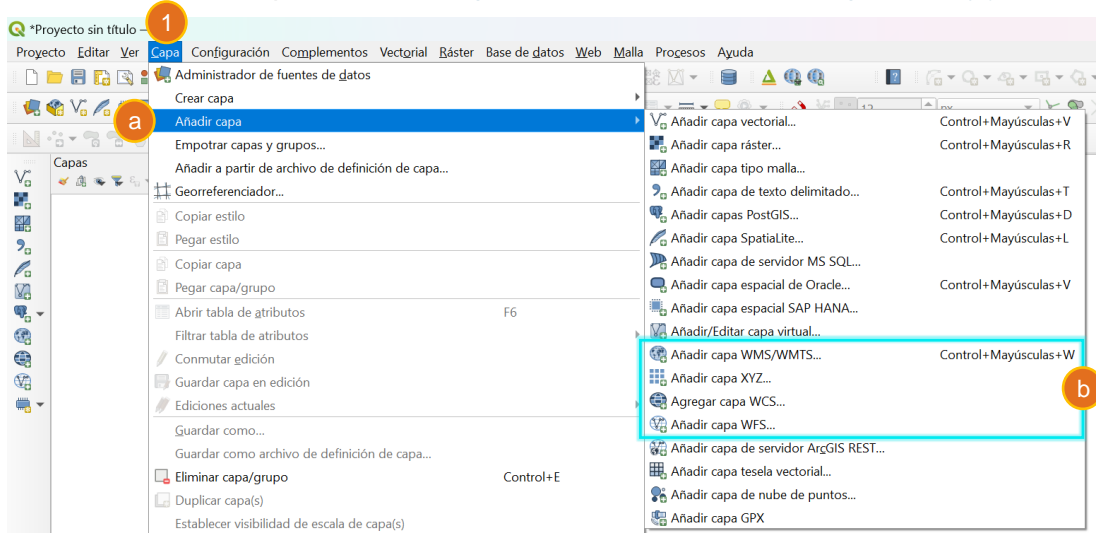 *Proyecto sin título –
1
Proyecto Editar Ver Capa Configuración Complementos Vectorial Ráster Base de datos Web Malla Procesos Ayuda
Administrador de fuentes de datos
Crear capa
a
Añadir capa
Empotrar capas y grupos...
Añadir a partir de archivo de definición de capa...
Georreferenciador...
Copiar estilo
Pegar estilo
Copiar capa
Pegar capa/grupo
Abrir tabla de atributos F6
Filtrar tabla de atributos
Conmutar edición
Guardar capa en edición
Ediciones actuales
Guardar como...
Guardar como archivo de definición de capa...
Eliminar capa/grupo Control+E
Duplicar capa(s)
Establecer visibilidad de escala de capa(s)
Capas
Añadir capa vectorial... Control+Mayúsculas+V
Añadir capa ráster... Control+Mayúsculas+R
Añadir capa tipo malla...
Añadir capa de texto delimitado... Control+Mayúsculas+T
Añadir capas PostGIS... Control+Mayúsculas+D
Añadir capa SpatiaLite... Control+Mayúsculas+L
Añadir capa de servidor MS SQL...
Añadir capa espacial de Oracle... Control+Mayúsculas+V
Añadir capa espacial SAP HANA...
Añadir/Editar capa virtual...
Añadir capa WMS/WMTS... Control+Mayúsculas+W
Añadir capa XYZ...
b
Agregar capa WCS...
Añadir capa WFS...
Añadir capa de servidor ArcGIS REST...
Añadir capa tesela vectorial...
Añadir capa de nube de puntos...
Añadir capa GPX